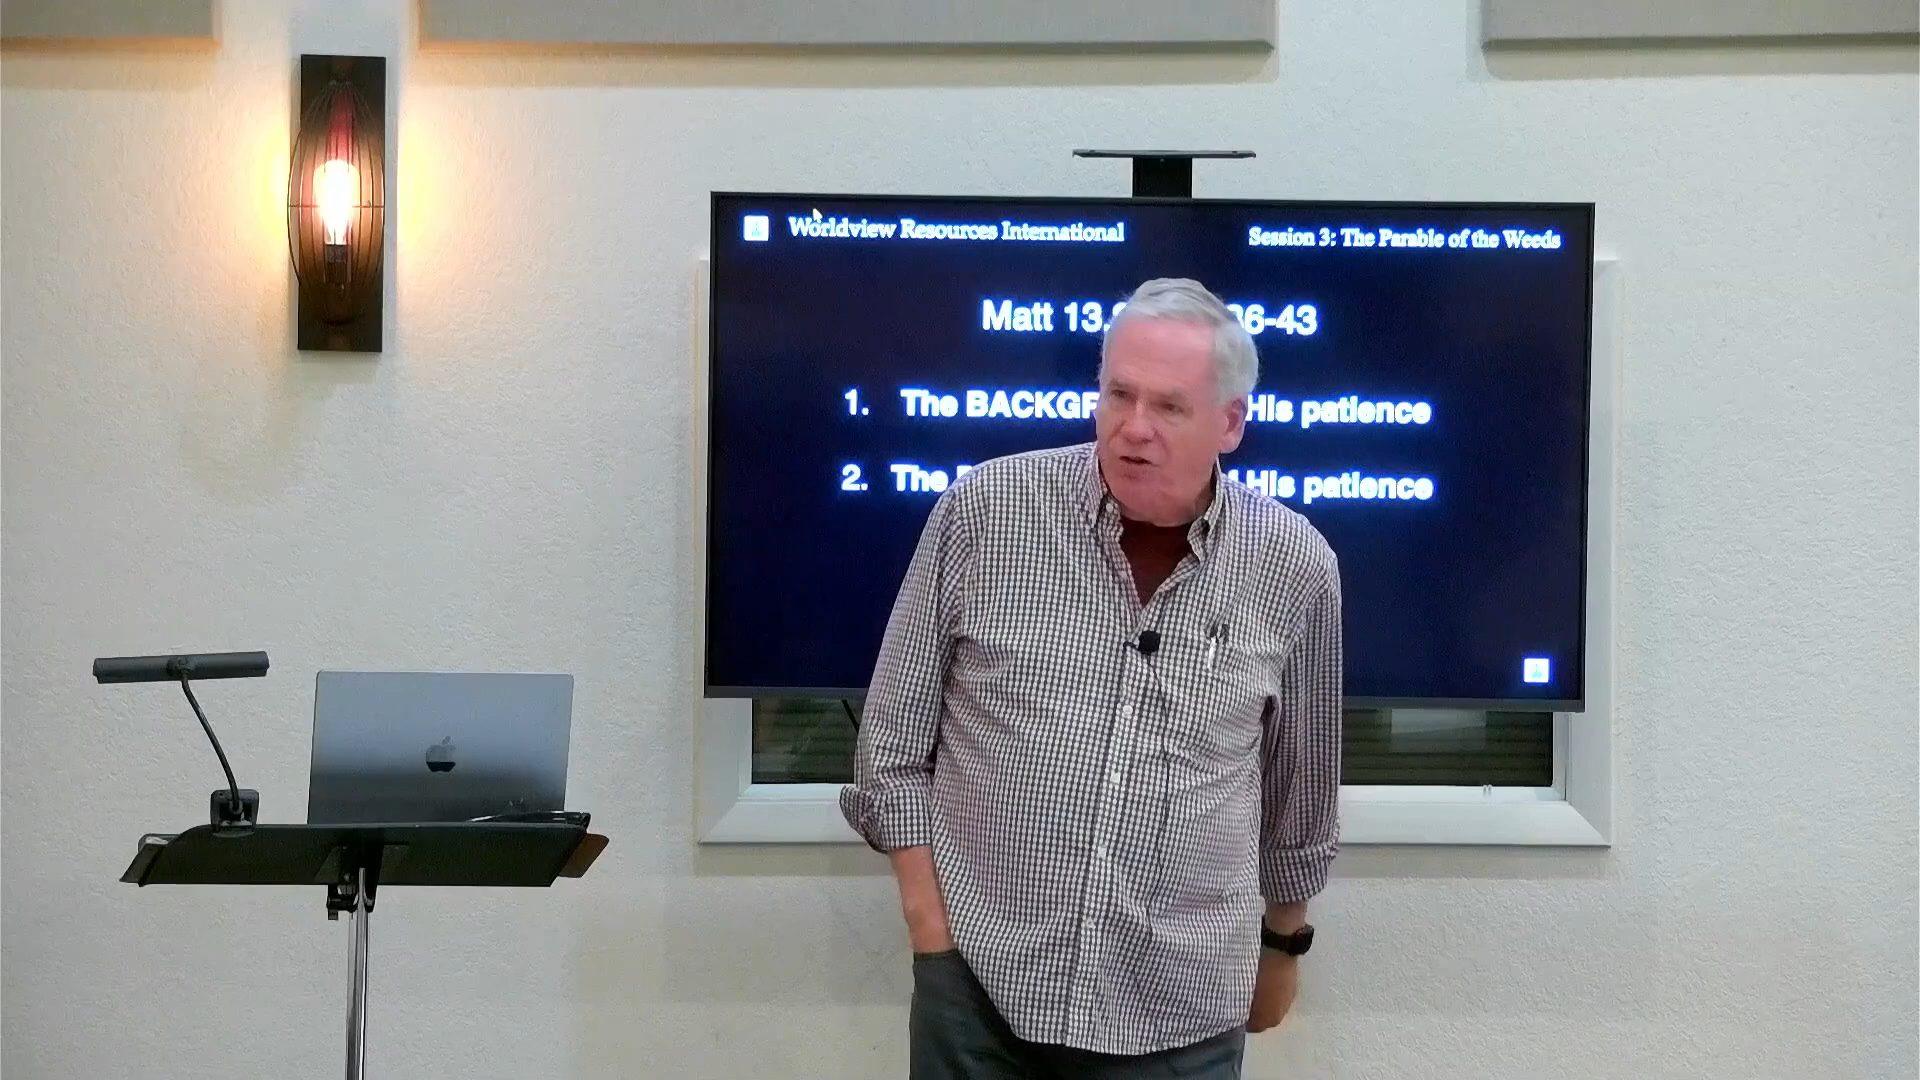 Worldview Resources International
Session 3: The Parable of the Weeds
Matt 13. 36-43
1. The HIs patience
2. The HIs patience